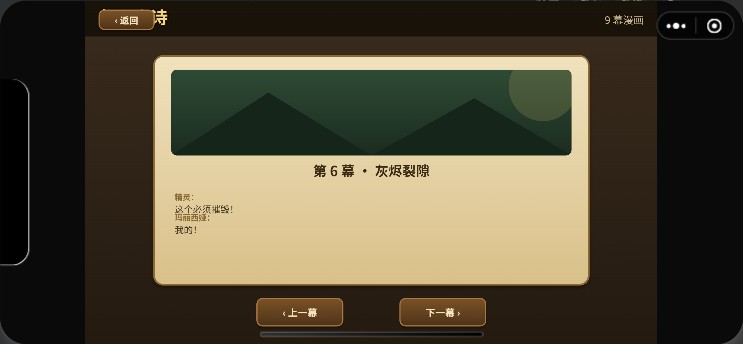 ‹ 返回
诗
9 幕漫画
第 6 幕 · 灰烬裂隙
精灵：
这个必须摧毁！
玛丽西娅：
我的！
‹ 上一幕
下一幕 ›